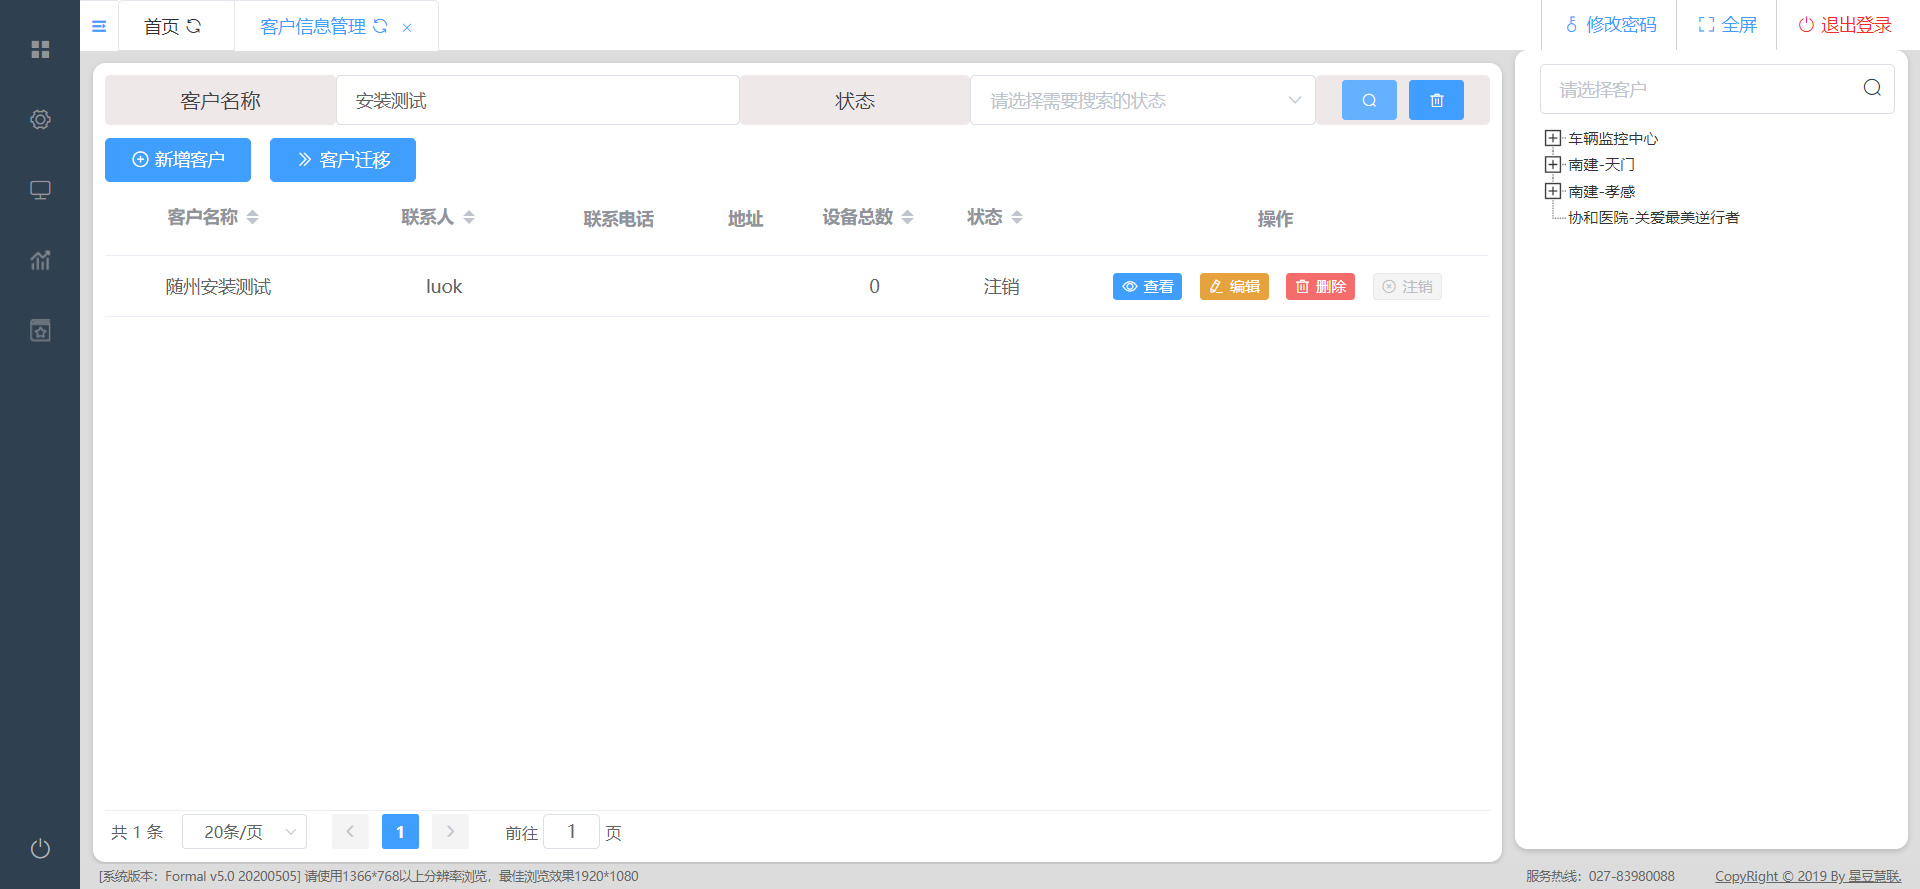 首页
客户信息管理
修改密码
全屏
退出登录
客户名称
安装测试
状态
请选择需要搜索的状态
新增客户
客户迁移
客户名称
联系人
联系电话
地址
设备总数
状态
操作
随州安装测试
luok
0
注销
查看
编辑
删除
注销
共 1 条
20条/页
1
前往
1
页
请选择客户
车辆监控中心
南建-天门
南建-孝感
协和医院-关爱最美逆行者
[系统版本：Formal v5.0 20200505] 请使用1366*768以上分辨率浏览，最佳浏览效果1920*1080
服务热线：027-83980088
CopyRight © 2019 By 星豆慧联.